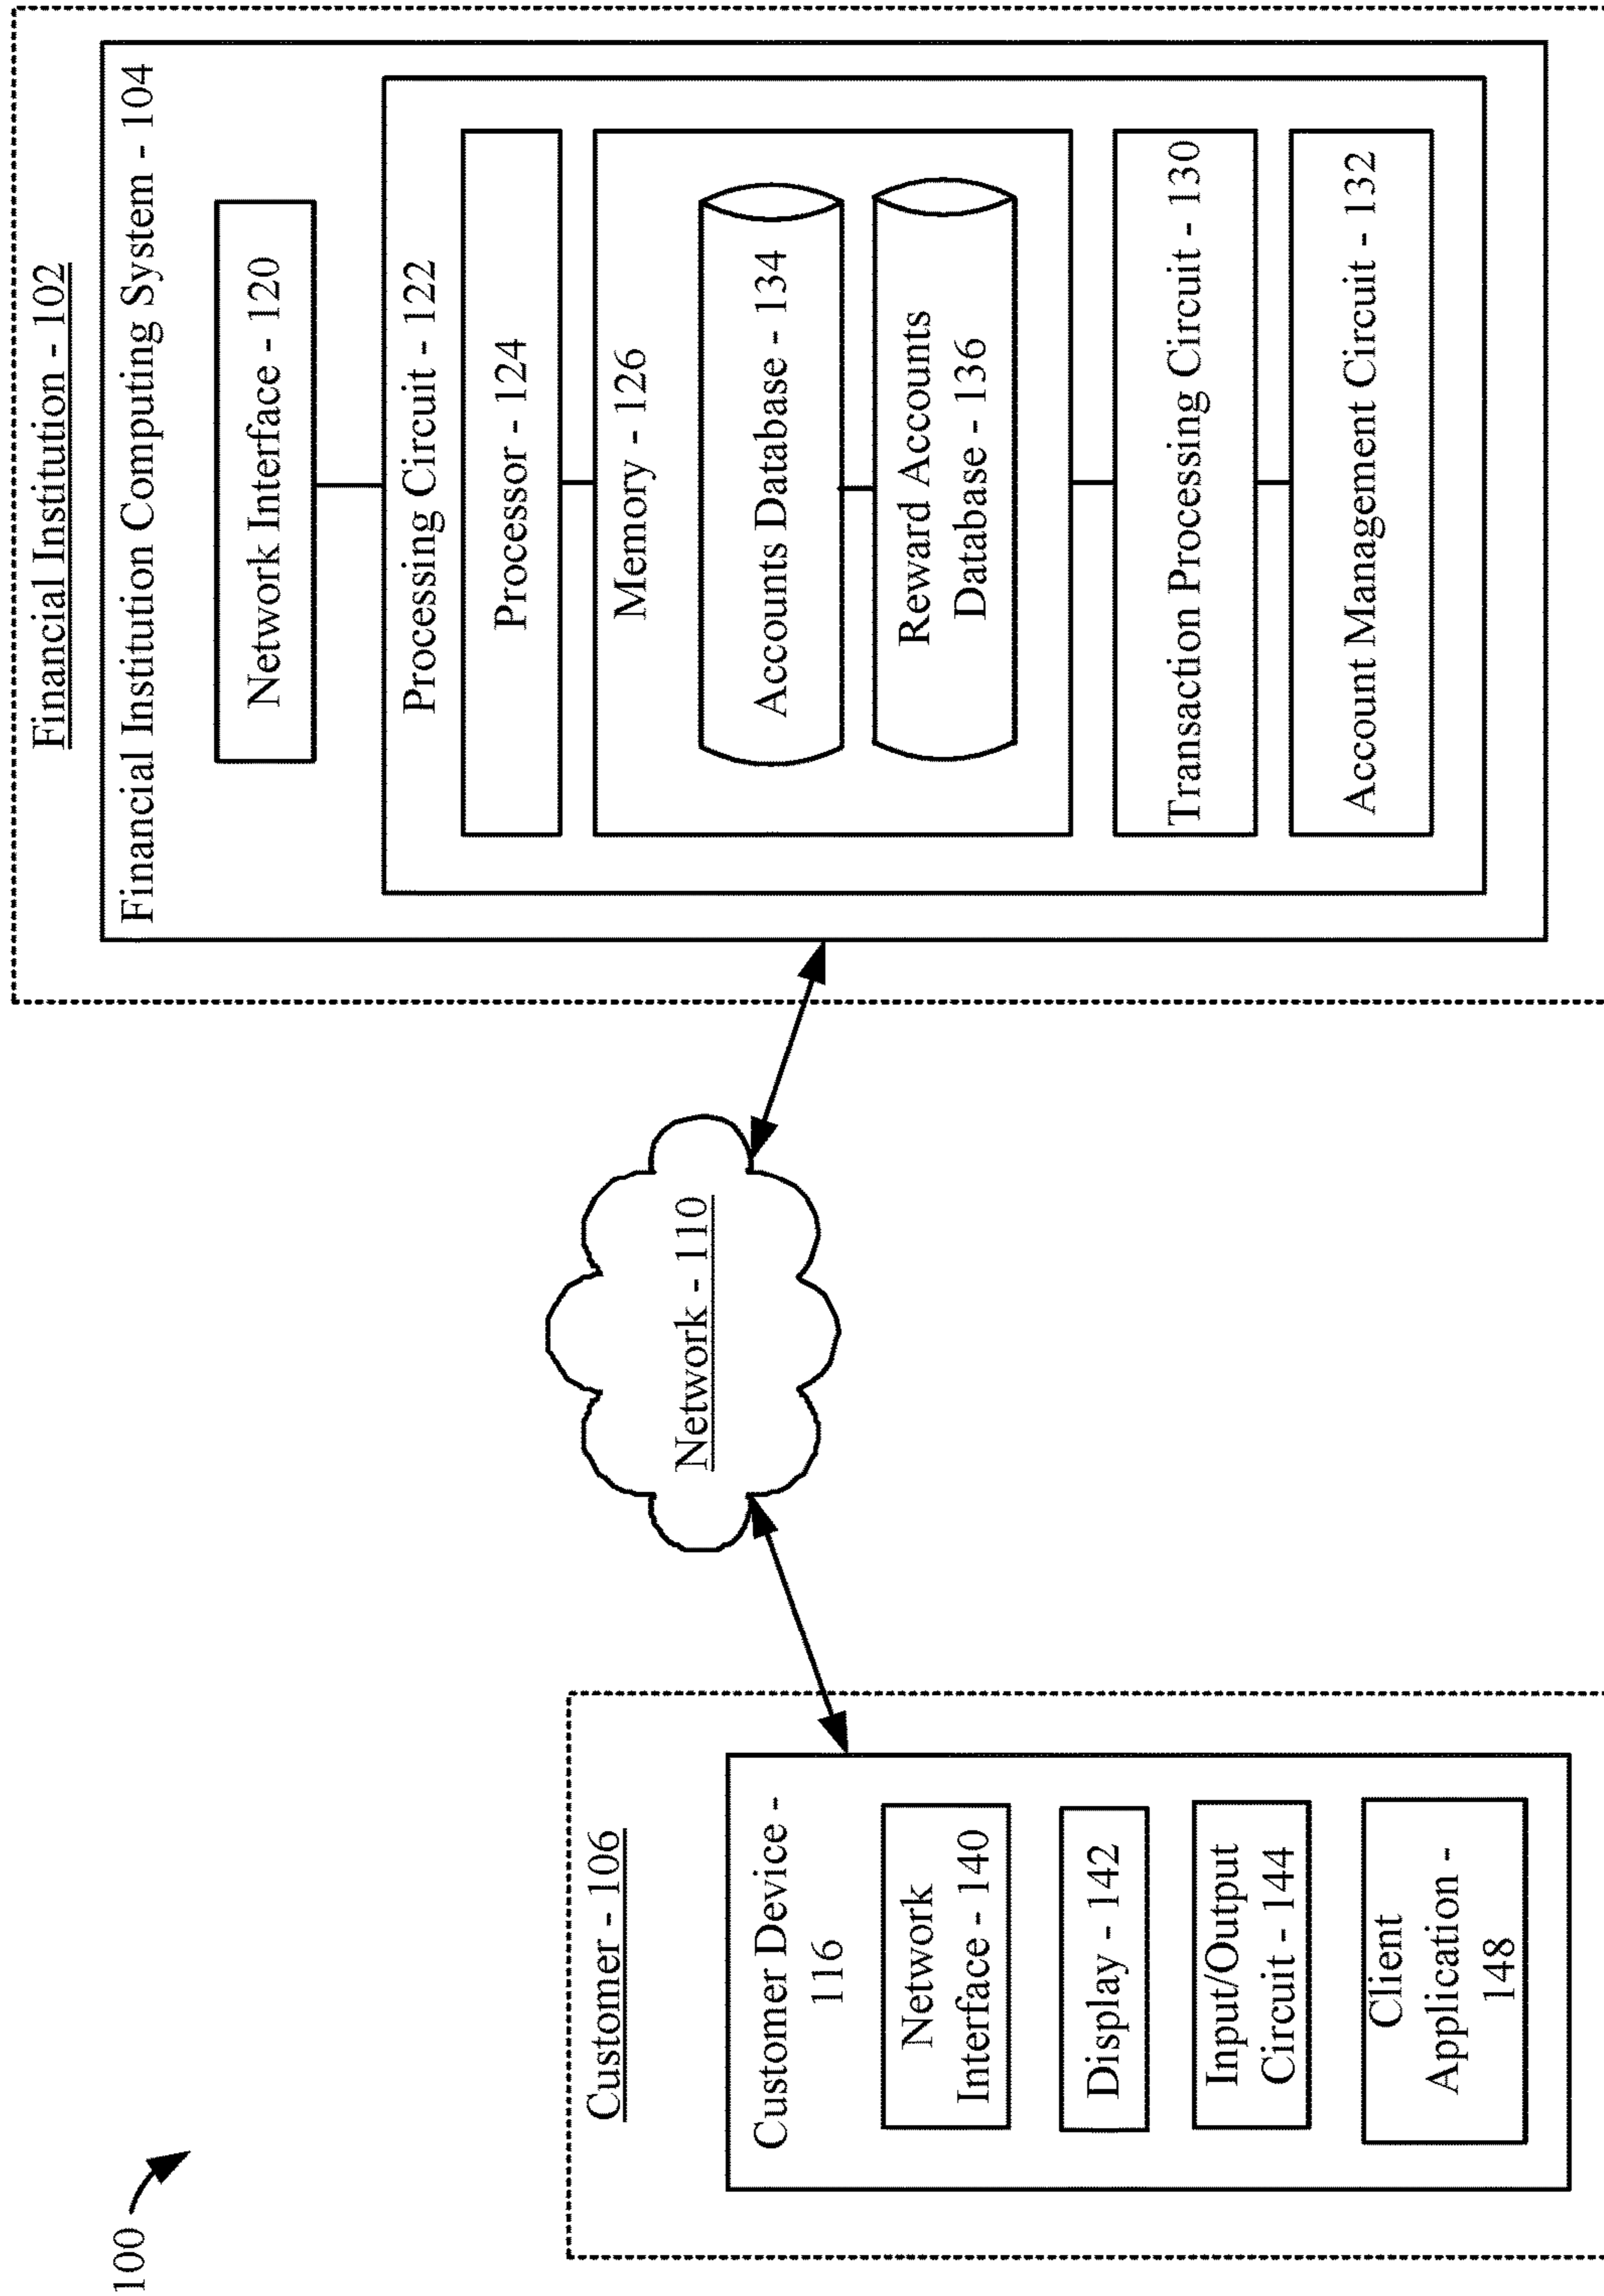 100
Customer - 106
Customer Device -
116
Network
Interface - 140
Display - 142
Input/Output
Circuit - 144
Client
Application -
148
Network - 110
Financial Institution - 102
Financial Institution Computing System - 104
Network Interface - 120
Processing Circuit - 122
Processor - 124
Memory - 126
Accounts Database - 134
Reward Accounts
Database - 136
Transaction Processing Circuit - 130
Account Management Circuit - 132